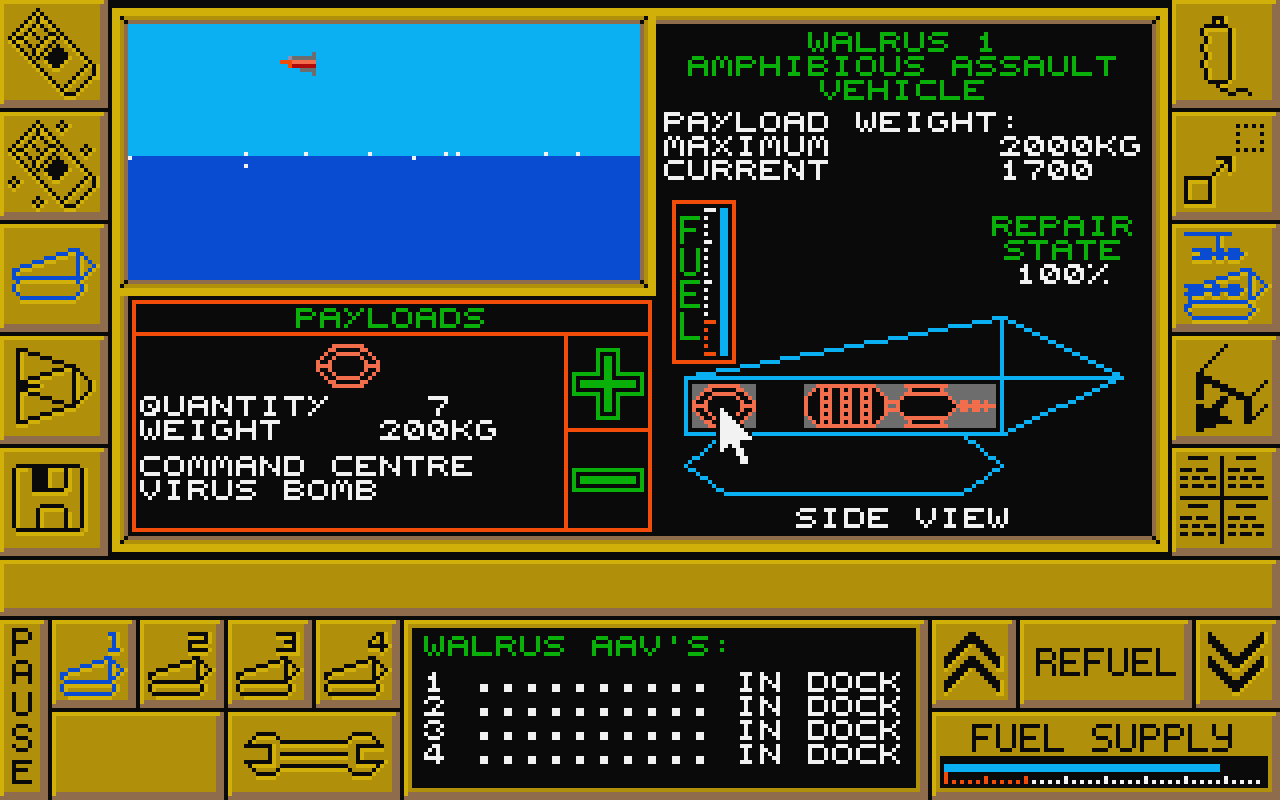 WALRUS 1
AMPHIBIOUS ASSAULT
VEHICLE
PAYLOAD WEIGHT:
MAXIMUM 2000KG
CURRENT 1700
FUEL
REPAIR
STATE
100%
PAYLOADS
QUANTITY 7
WEIGHT 200KG
COMMAND CENTRE
VIRUS BOMB
SIDE VIEW
PAUSE
1 2 3 4
WALRUS AAV'S:
1 .......... IN DOCK
2 .......... IN DOCK
3 .......... IN DOCK
4 .......... IN DOCK
REFUEL
FUEL SUPPLY